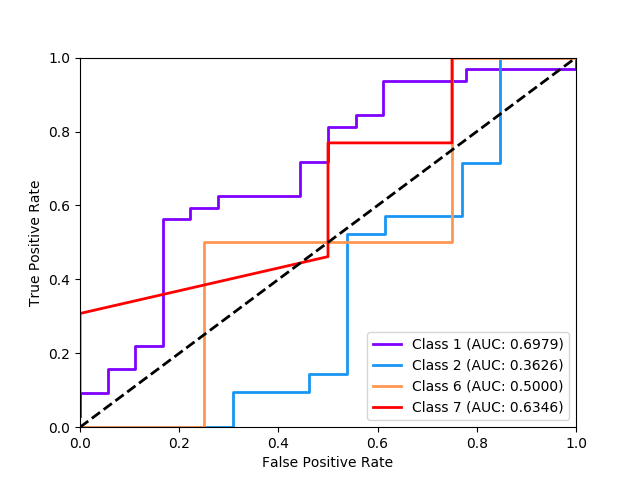 1.0
0.8
0.6
0.4
0.2
0.0
True Positive Rate
0.0 0.2 0.4 0.6 0.8 1.0
False Positive Rate
Class 1 (AUC: 0.6979)
Class 2 (AUC: 0.3626)
Class 6 (AUC: 0.5000)
Class 7 (AUC: 0.6346)